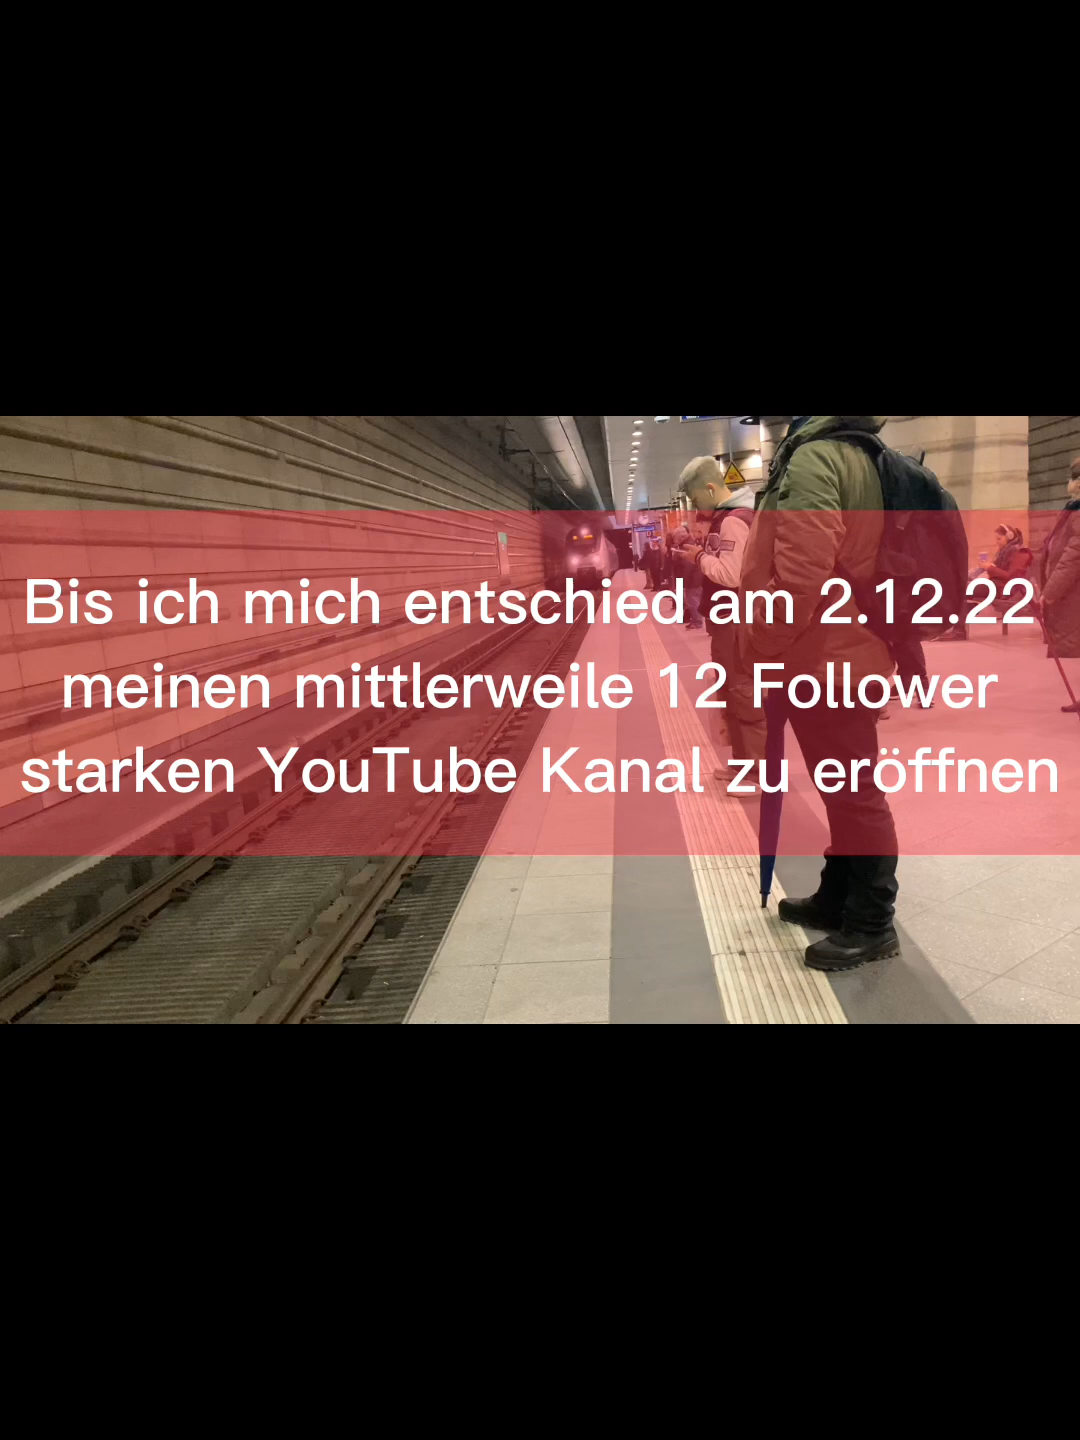 Bis ich mich entschied am 2.12.22
meinen mittlerweile 12 Follower
starken YouTube Kanal zu eröffnen